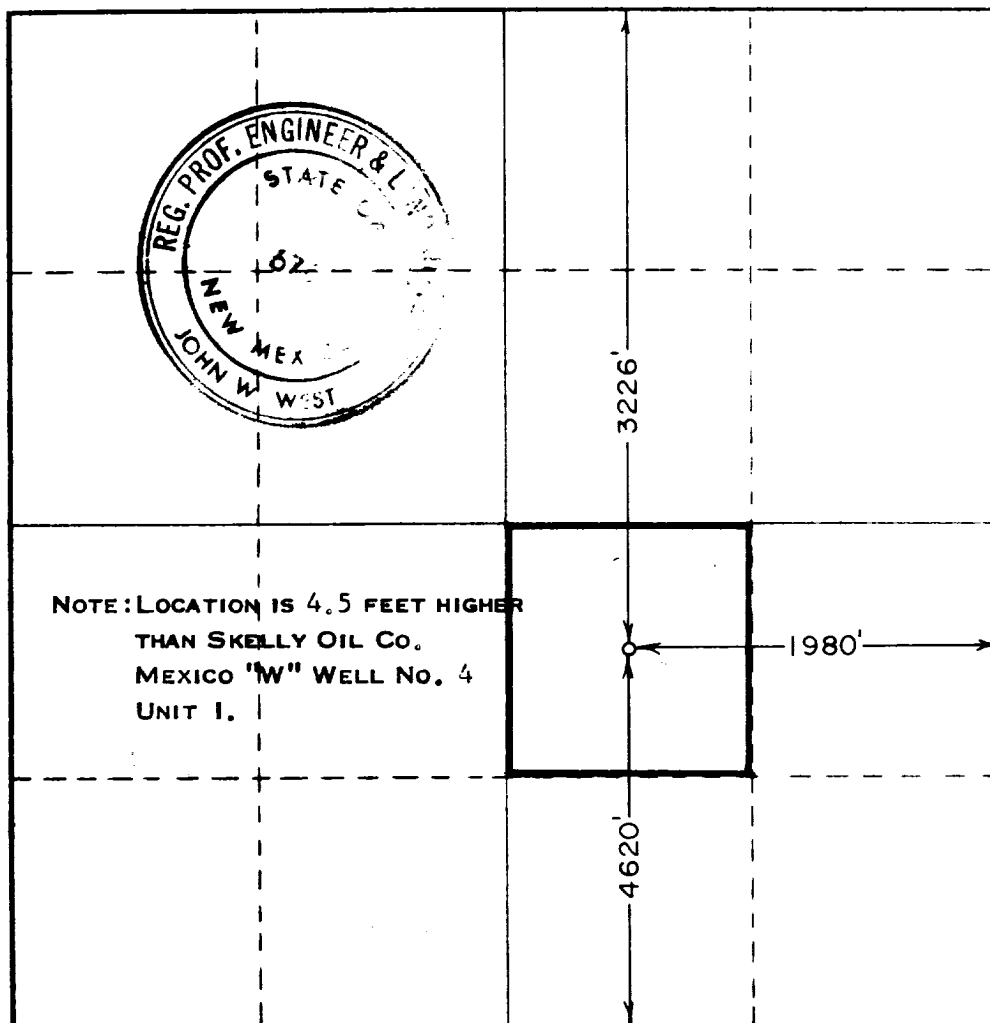 REG. PROF. ENGINEER &
STATE
NEW MEX
JOHN W WEST
3226'
NOTE: LOCATION IS 4.5 FEET HIGHER
THAN SKELLY OIL CO.
MEXICO "W" WELL NO. 4
UNIT I.
1980'
4620'